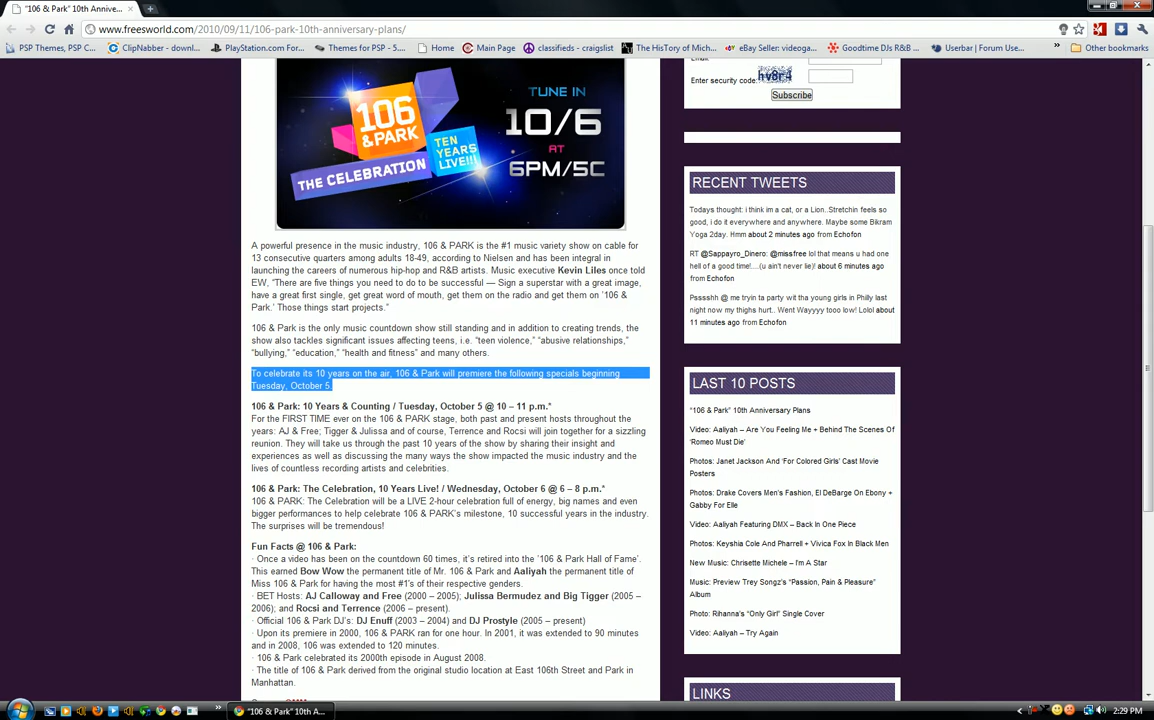 "106 & Park" 10th Annive...
www.freesworld.com/2010/09/11/106-park-10th-anniversary-plans/
PSP Themes, PSP C...
ClipNabber - downl...
PlayStation.com For...
Themes for PSP - 5....
Home
Main Page
classifieds - craigslist
The HisTory of Mich...
eBay Seller: videoga...
Goodtime DJs R&B ...
Userbar | Forum Use...
»
Other bookmarks
106
& PARK
TEN
YEARS
LIVE!!!
THE CELEBRATION
TUNE IN
10/6
AT
6PM/5C
A powerful presence in the music industry, 106 & PARK is the #1 music variety show on cable for
13 consecutive quarters among adults 18-49, according to Nielsen and has been integral in
launching the careers of numerous hip-hop and R&B artists. Music executive Kevin Liles once told
EW, “There are five things you need to do to be successful — Sign a superstar with a great image,
have a great first single, get great word of mouth, get them on the radio and get them on ’106 &
Park.’ Those things start projects.”
106 & Park is the only music countdown show still standing and in addition to creating trends, the
show also tackles significant issues affecting teens, i.e. “teen violence,” “abusive relationships,”
“bullying,” “education,” “health and fitness” and many others.
To celebrate its 10 years on the air, 106 & Park will premiere the following specials beginning
Tuesday, October 5.
106 & Park: 10 Years & Counting / Tuesday, October 5 @ 10 – 11 p.m.*
For the FIRST TIME ever on the 106 & PARK stage, both past and present hosts throughout the
years: AJ & Free; Tigger & Julissa and of course, Terrence and Rocsi will join together for a sizzling
reunion. They will take us through the past 10 years of the show by sharing their insight and
experiences as well as discussing the many ways the show impacted the music industry and the
lives of countless recording artists and celebrities.
106 & Park: The Celebration, 10 Years Live! / Wednesday, October 6 @ 6 – 8 p.m.*
106 & PARK: The Celebration will be a LIVE 2-hour celebration full of energy, big names and even
bigger performances to help celebrate 106 & PARK’s milestone, 10 successful years in the industry.
The surprises will be tremendous!
Fun Facts @ 106 & Park:
· Once a video has been on the countdown 60 times, it’s retired into the ’106 & Park Hall of Fame’.
This earned Bow Wow the permanent title of Mr. 106 & Park and Aaliyah the permanent title of
Miss 106 & Park for having the most #1’s of their respective genders.
· BET Hosts: AJ Calloway and Free (2000 – 2005); Julissa Bermudez and Big Tigger (2005 –
2006); and Rocsi and Terrence (2006 – present).
· Official 106 & Park DJ’s: DJ Enuff (2003 – 2004) and DJ Prostyle (2005 – present)
· Upon its premiere in 2000, 106 & PARK ran for one hour. In 2001, it was extended to 90 minutes
and in 2008, 106 was extended to 120 minutes.
· 106 & Park celebrated its 2000th episode in August 2008.
· The title of 106 & Park derived from the original studio location at East 106th Street and Park in
Manhattan.
Enter security code:
hv8r4
Subscribe
RECENT TWEETS
Todays thought: i think im a cat, or a Lion..Stretchin feels so
good, i do it everywhere and anywhere. Maybe some Bikram
Yoga 2day. Hmm about 2 minutes ago from Echofon
RT @Sappayro_Dinero: @missfree lol that means u had one
hell of a good time!....(u ain't never lie)! about 6 minutes ago
from Echofon
Psssshh @ me tryin ta party wit tha young girls in Philly last
night now my thighs hurt.. Went Wayyyy tooo low! Lolol about
11 minutes ago from Echofon
LAST 10 POSTS
“106 & Park” 10th Anniversary Plans
Video: Aaliyah – Are You Feeling Me + Behind The Scenes Of
‘Romeo Must Die’
Photos: Janet Jackson And ‘For Colored Girls’ Cast Movie
Posters
Photos: Drake Covers Men’s Fashion, El DeBarge On Ebony +
Gabby For Elle
Video: Aaliyah Featuring DMX – Back In One Piece
Photos: Keyshia Cole And Pharrell + Vivica Fox In Black Men
New Music: Chrisette Michele – I’m A Star
Music: Preview Trey Songz’s “Passion, Pain & Pleasure”
Album
Photo: Rihanna’s “Only Girl” Single Cover
Video: Aaliyah – Try Again
LINKS
»
"106 & Park" 10th A...
2:29 PM